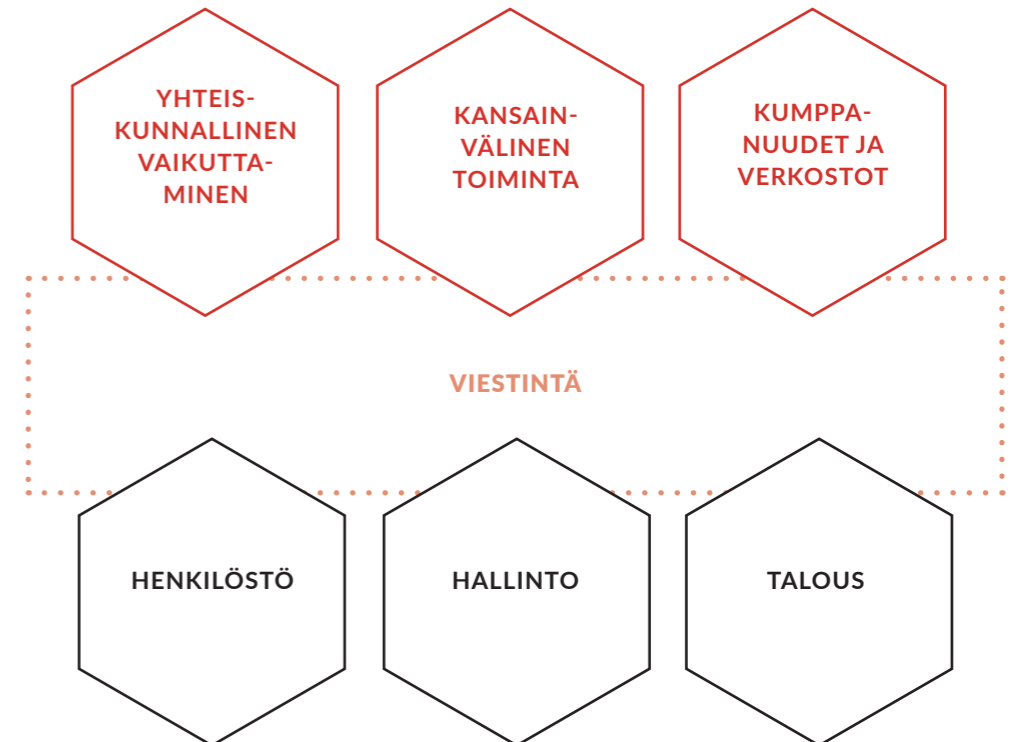 YHTEIS-
KUNNALLINEN
VAIKUTTA-
MINEN
KANSAIN-
VÄLINEN
TOIMINTA
KUMPPA-
NUUDET JA
VERKOSTOT
VIESTINTÄ
HENKILÖSTÖ
HALLINTO
TALOUS